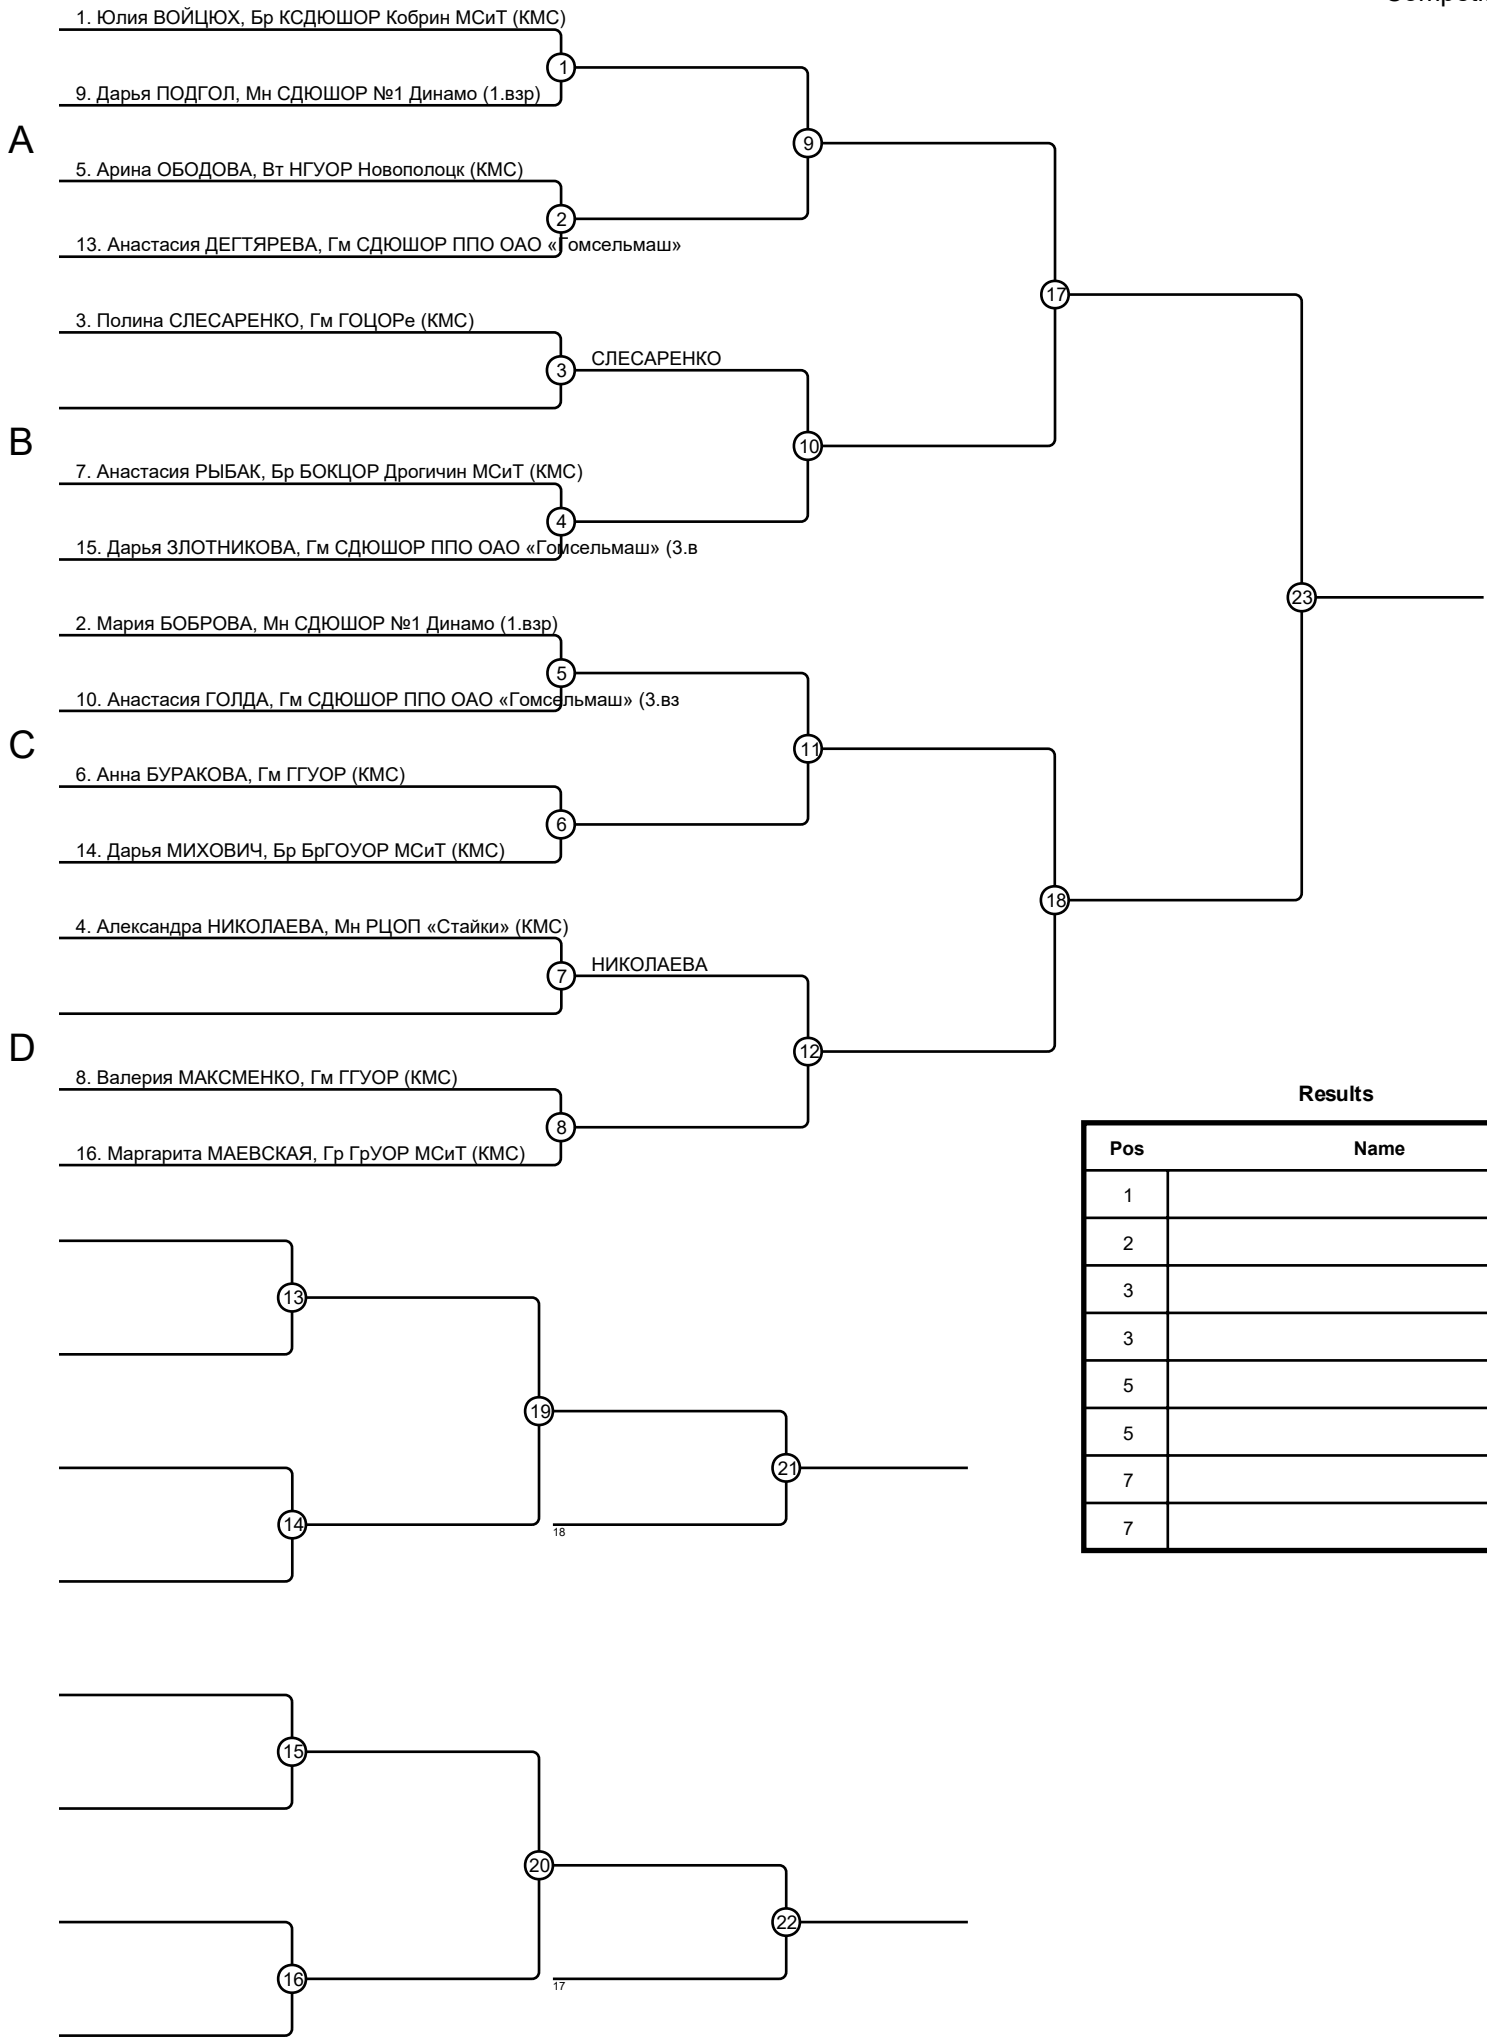 1. Юлия ВОЙЦЮХ, Бр КСДЮШОР Кобрин МСиТ (КМС)
1
9. Дарья ПОДГОЛ, Мн СДЮШОР №1 Динамо (1.взр)
A
9
5. Арина ОБОДОВА, Вт НГУОР Новополоцк (КМС)
2
13. Анастасия ДЕГТЯРЕВА, Гм СДЮШОР ППО ОАО «Гомсельмаш»
17
3. Полина СЛЕСАРЕНКО, Гм ГОЦОРе (КМС)
СЛЕСАРЕНКО
3
B
10
7. Анастасия РЫБАК, Бр БОКЦОР Дрогичин МСиТ (КМС)
4
15. Дарья ЗЛОТНИКОВА, Гм СДЮШОР ППО ОАО «Гомсельмаш» (3.в
23
2. Мария БОБРОВА, Мн СДЮШОР №1 Динамо (1.взр)
5
10. Анастасия ГОЛДА, Гм СДЮШОР ППО ОАО «Гомсельмаш» (3.вз
C
11
6. Анна БУРАКОВА, Гм ГГУОР (КМС)
6
14. Дарья МИХОВИЧ, Бр БрГОУОР МСиТ (КМС)
18
4. Александра НИКОЛАЕВА, Мн РЦОП «Стайки» (КМС)
НИКОЛАЕВА
7
D
12
8. Валерия МАКСМЕНКО, Гм ГГУОР (КМС)
8
16. Маргарита МАЕВСКАЯ, Гр ГрУОР МСиТ (КМС)
Results
Pos Name
1
2
3
3
5
5
7
7
13
19
21
14
18
15
20
22
16
17